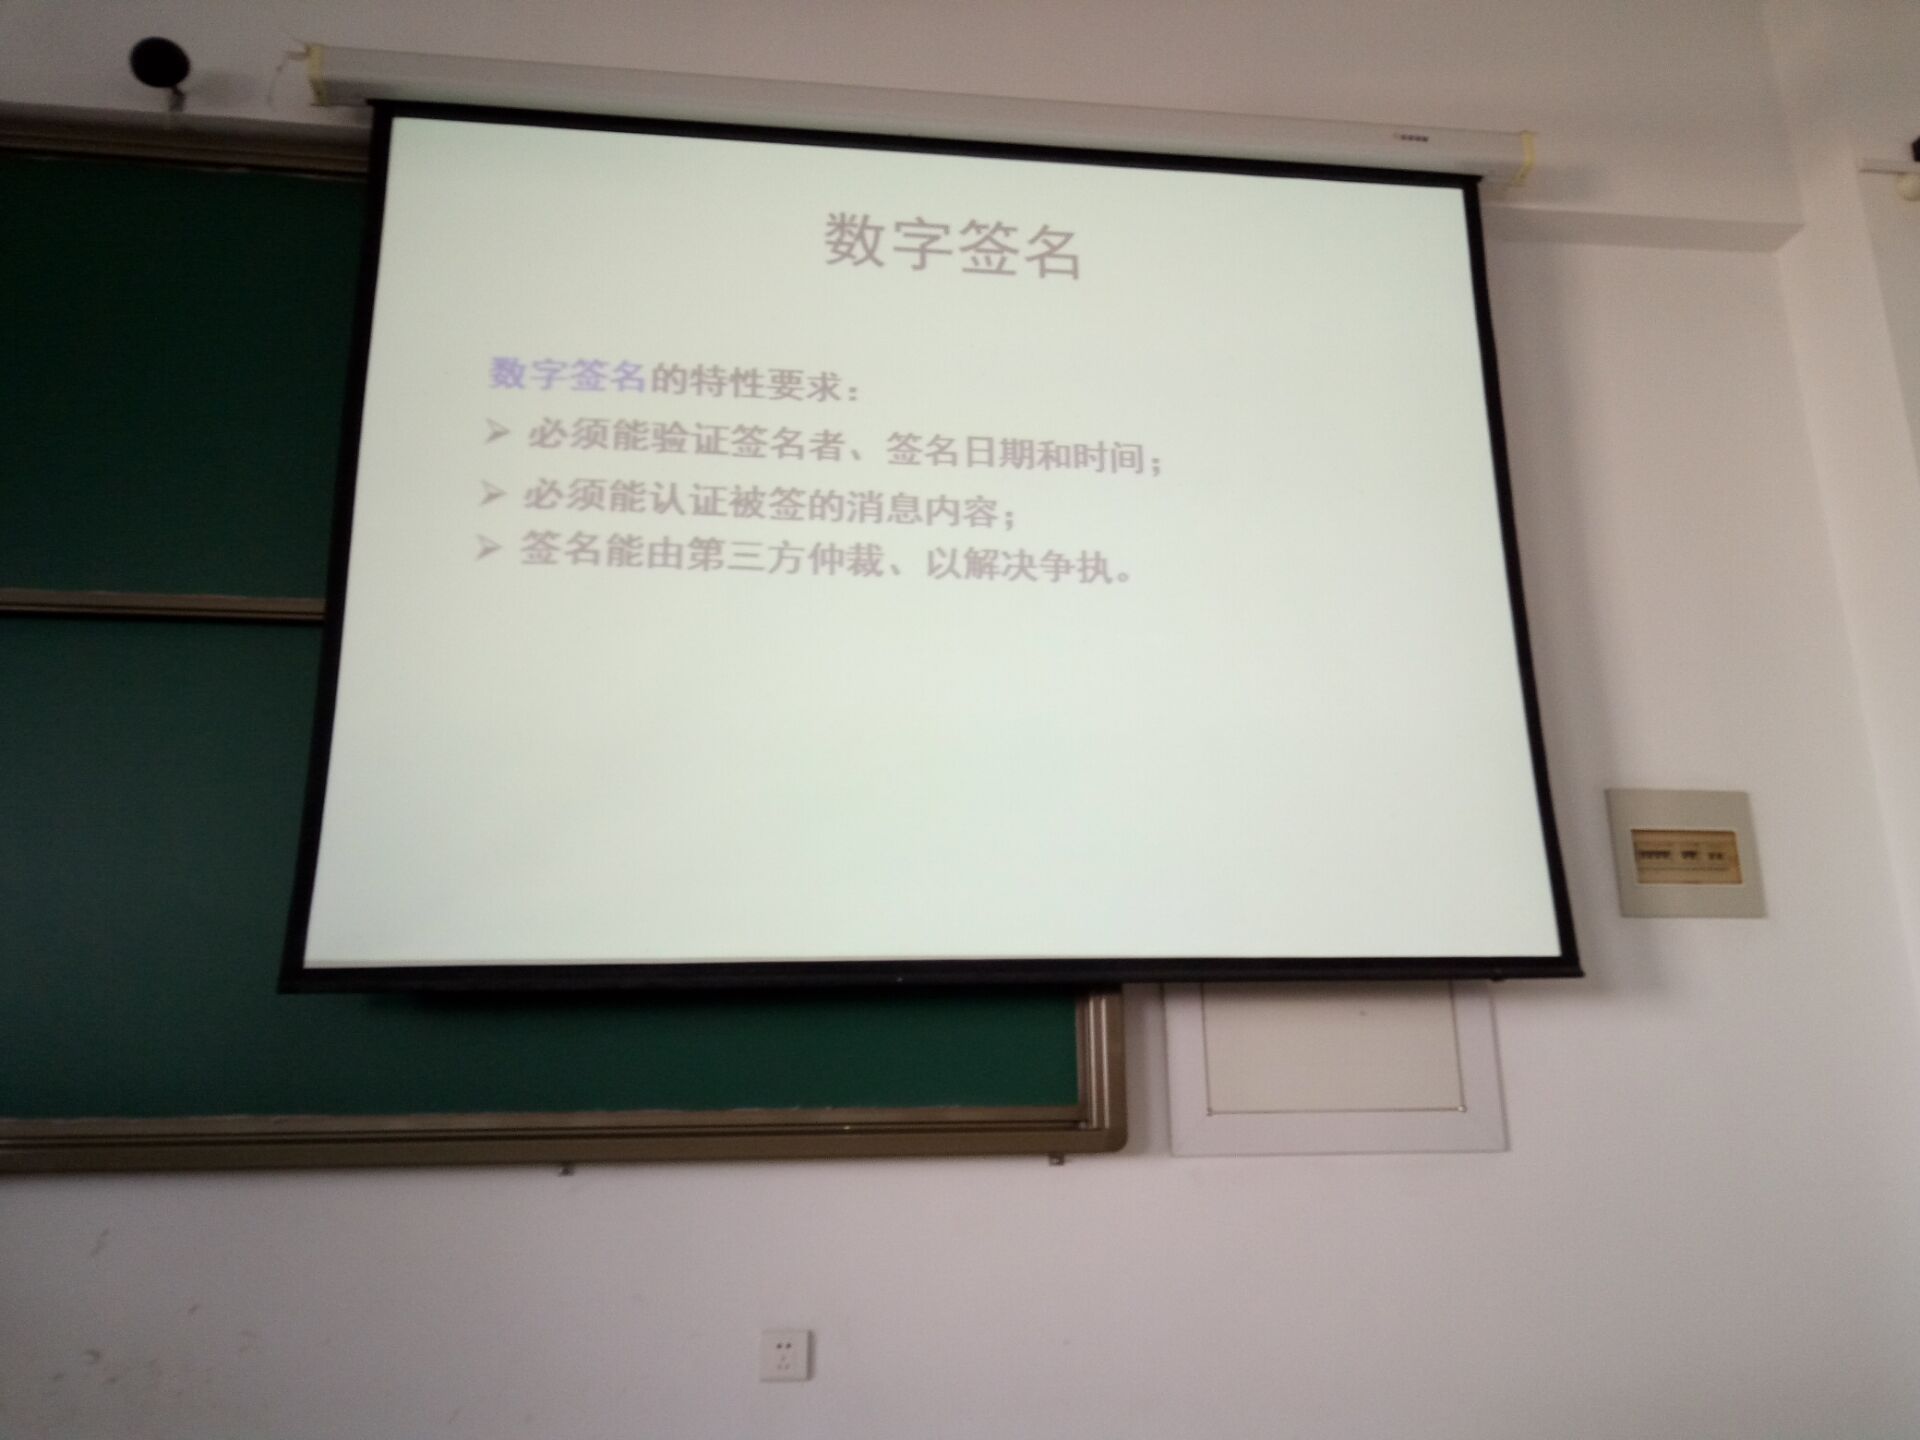 数字签名
数字签名的特性要求：
➢ 必须能验证签名者、签名日期和时间；
➢ 必须能认证被签的消息内容；
➢ 签名能由第三方仲裁、以解决争执。